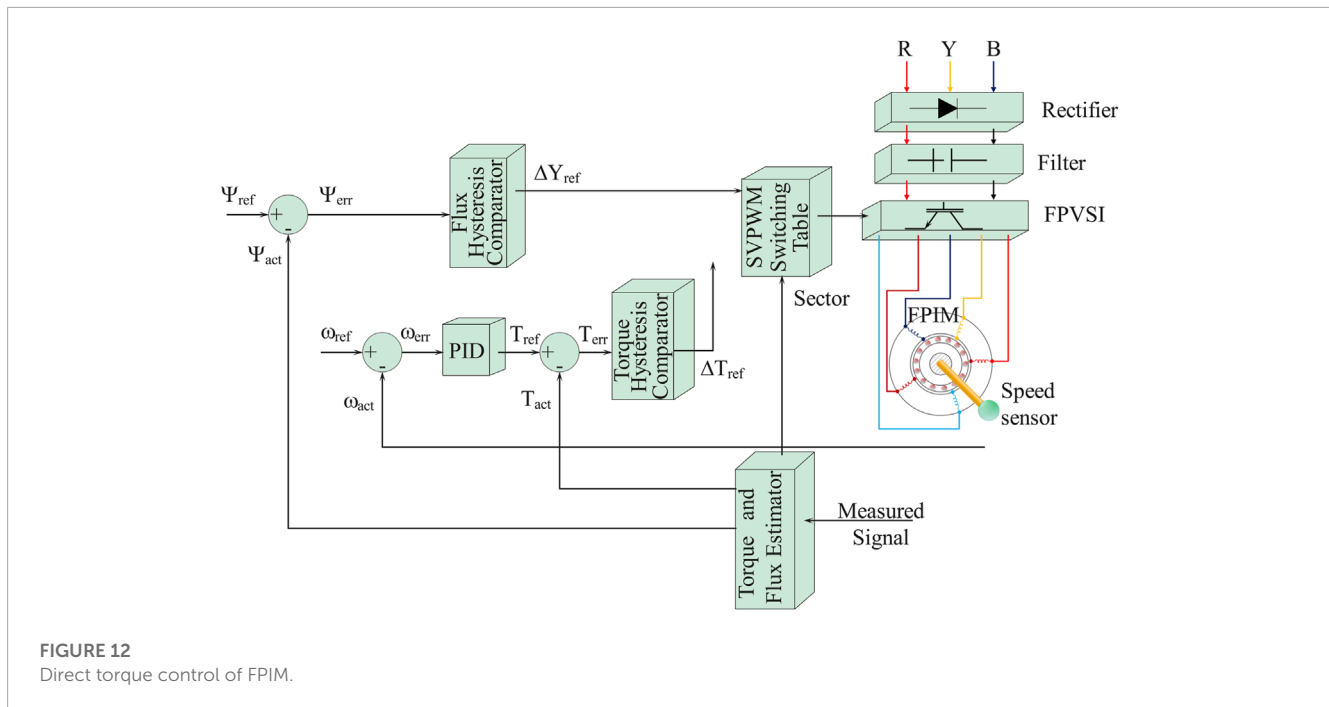 R Y B
Rectifier
Filter
FPVSI
Ψref
+
-
Ψerr
Ψact
Flux
Hysteresis
Comparator
ΔYref
SVPWM
Switching
Table
Sector
ωref
+
-
ωerr
ωact
PID
Tref
+
-
Terr
Tact
Torque
Hysteresis
Comparator
ΔTref
FPIM
Speed
sensor
Torque and
Flux Estimator
Measured
Signal
FIGURE 12
Direct torque control of FPIM.